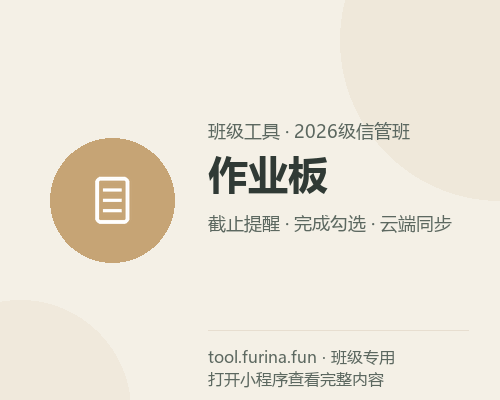 班级工具 · 2026级信管班
作业板
截止提醒 · 完成勾选 · 云端同步
tool.furina.fun · 班级专用
打开小程序查看完整内容